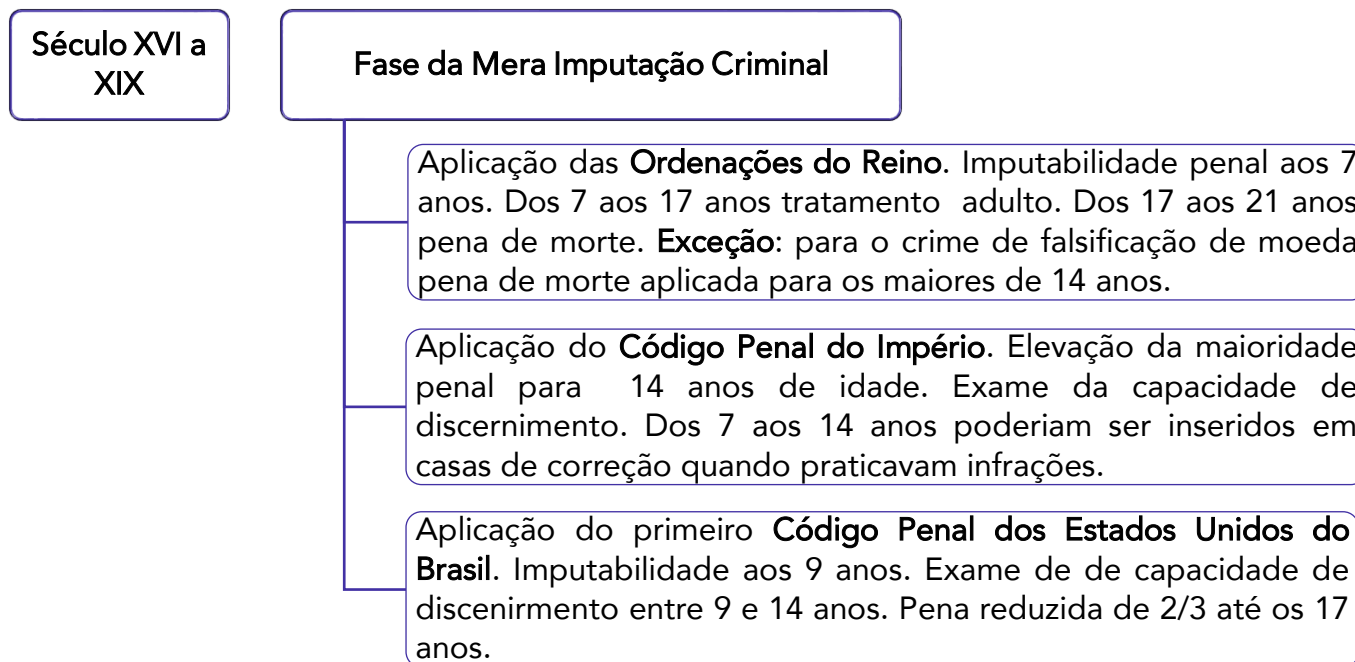 Século XVI a
XIX
Fase da Mera Imputação Criminal
Aplicação das Ordenações do Reino. Imputabilidade penal aos 7
anos. Dos 7 aos 17 anos tratamento adulto. Dos 17 aos 21 anos
pena de morte. Exceção: para o crime de falsificação de moeda
pena de morte aplicada para os maiores de 14 anos.
Aplicação do Código Penal do Império. Elevação da maioridade
penal para 14 anos de idade. Exame da capacidade de
discernimento. Dos 7 aos 14 anos poderiam ser inseridos em
casas de correção quando praticavam infrações.
Aplicação do primeiro Código Penal dos Estados Unidos do
Brasil. Imputabilidade aos 9 anos. Exame de de capacidade de
discenirmento entre 9 e 14 anos. Pena reduzida de 2/3 até os 17
anos.